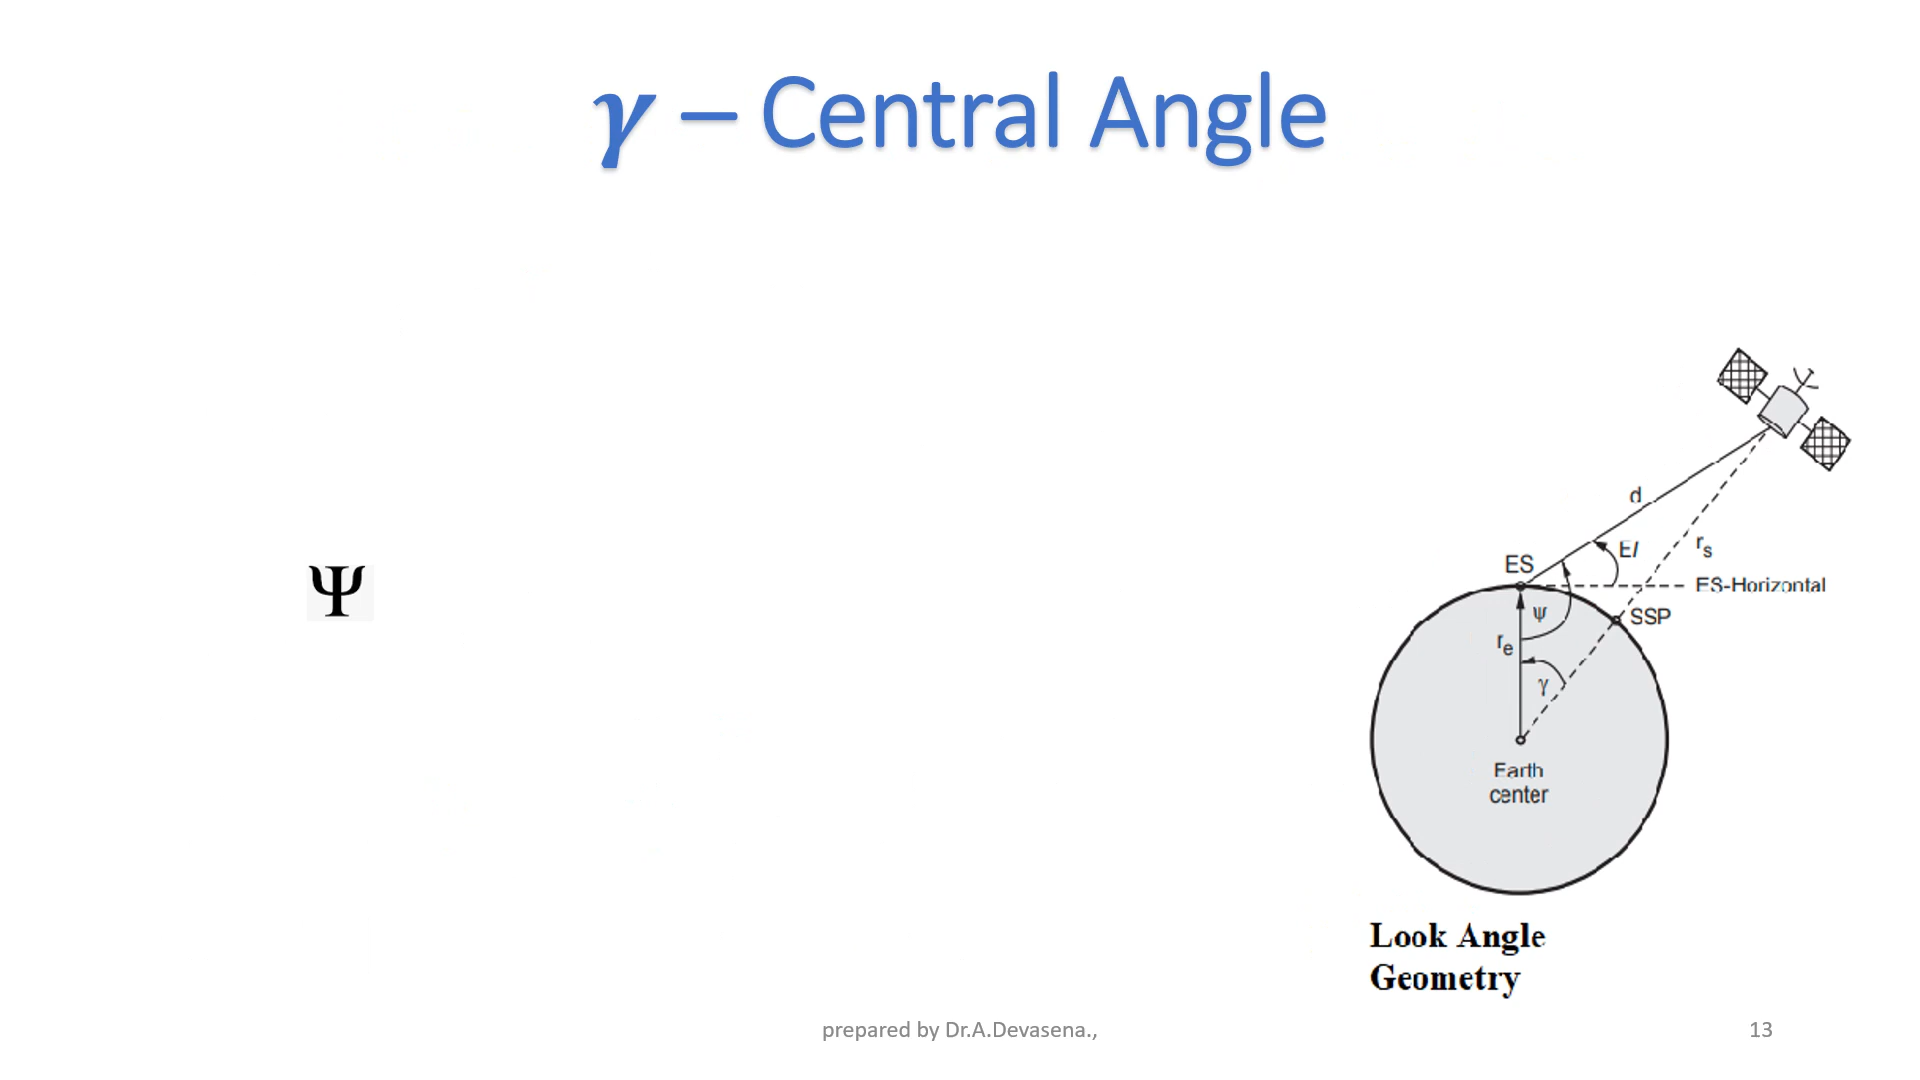 γ – Central Angle
Ψ
d
El
rs
ES
ES-Horizontal
ψ
SSP
re
γ
Earth
center
Look Angle
Geometry
prepared by Dr.A.Devasena.,
13